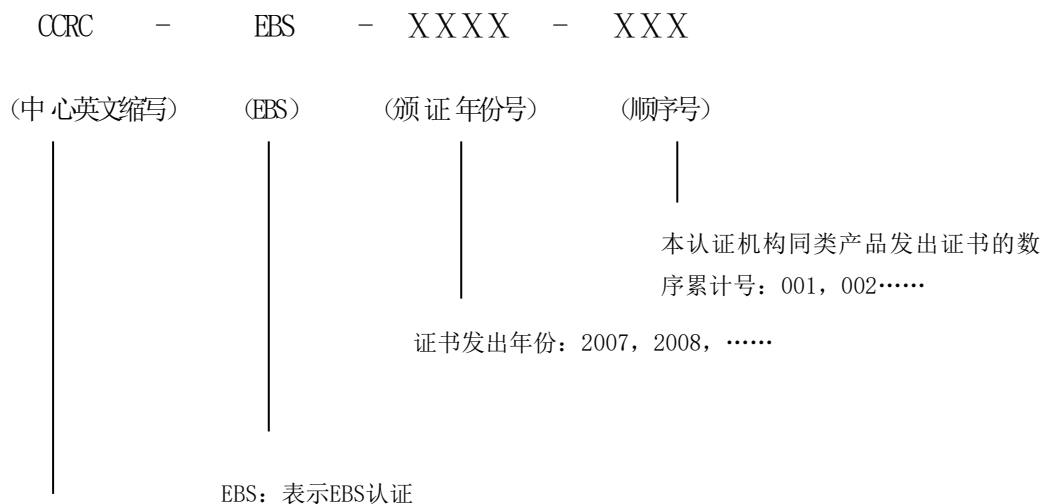 CCRC - EBS - XXXX - XXX
(中 心英文缩写) (EBS) (颁 证 年份号) (顺序号)
本认证机构同类产品发出证书的数
序累计号：001，002……
证书发出年份：2007，2008，……
EBS：表示EBS认证